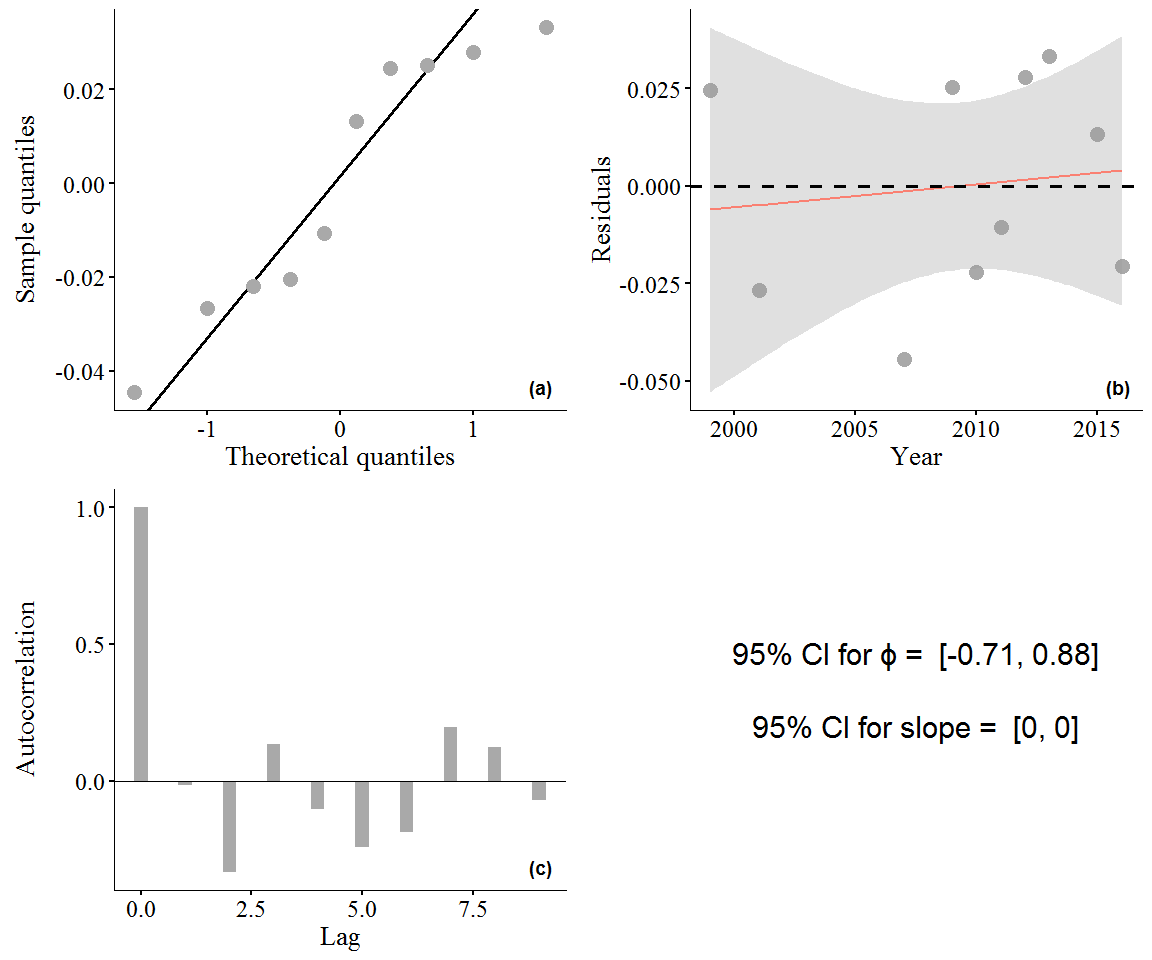 Sample quantiles
0.02
0.00
-0.02
-0.04
-1
0
1
Theoretical quantiles
(a)
Residuals
0.025
0.000
-0.025
-0.050
2000
2005
2010
2015
Year
(b)
Autocorrelation
1.0
0.5
0.0
0.0
2.5
5.0
7.5
Lag
(c)
95% CI for ϕ = [-0.71, 0.88]
95% CI for slope = [0, 0]